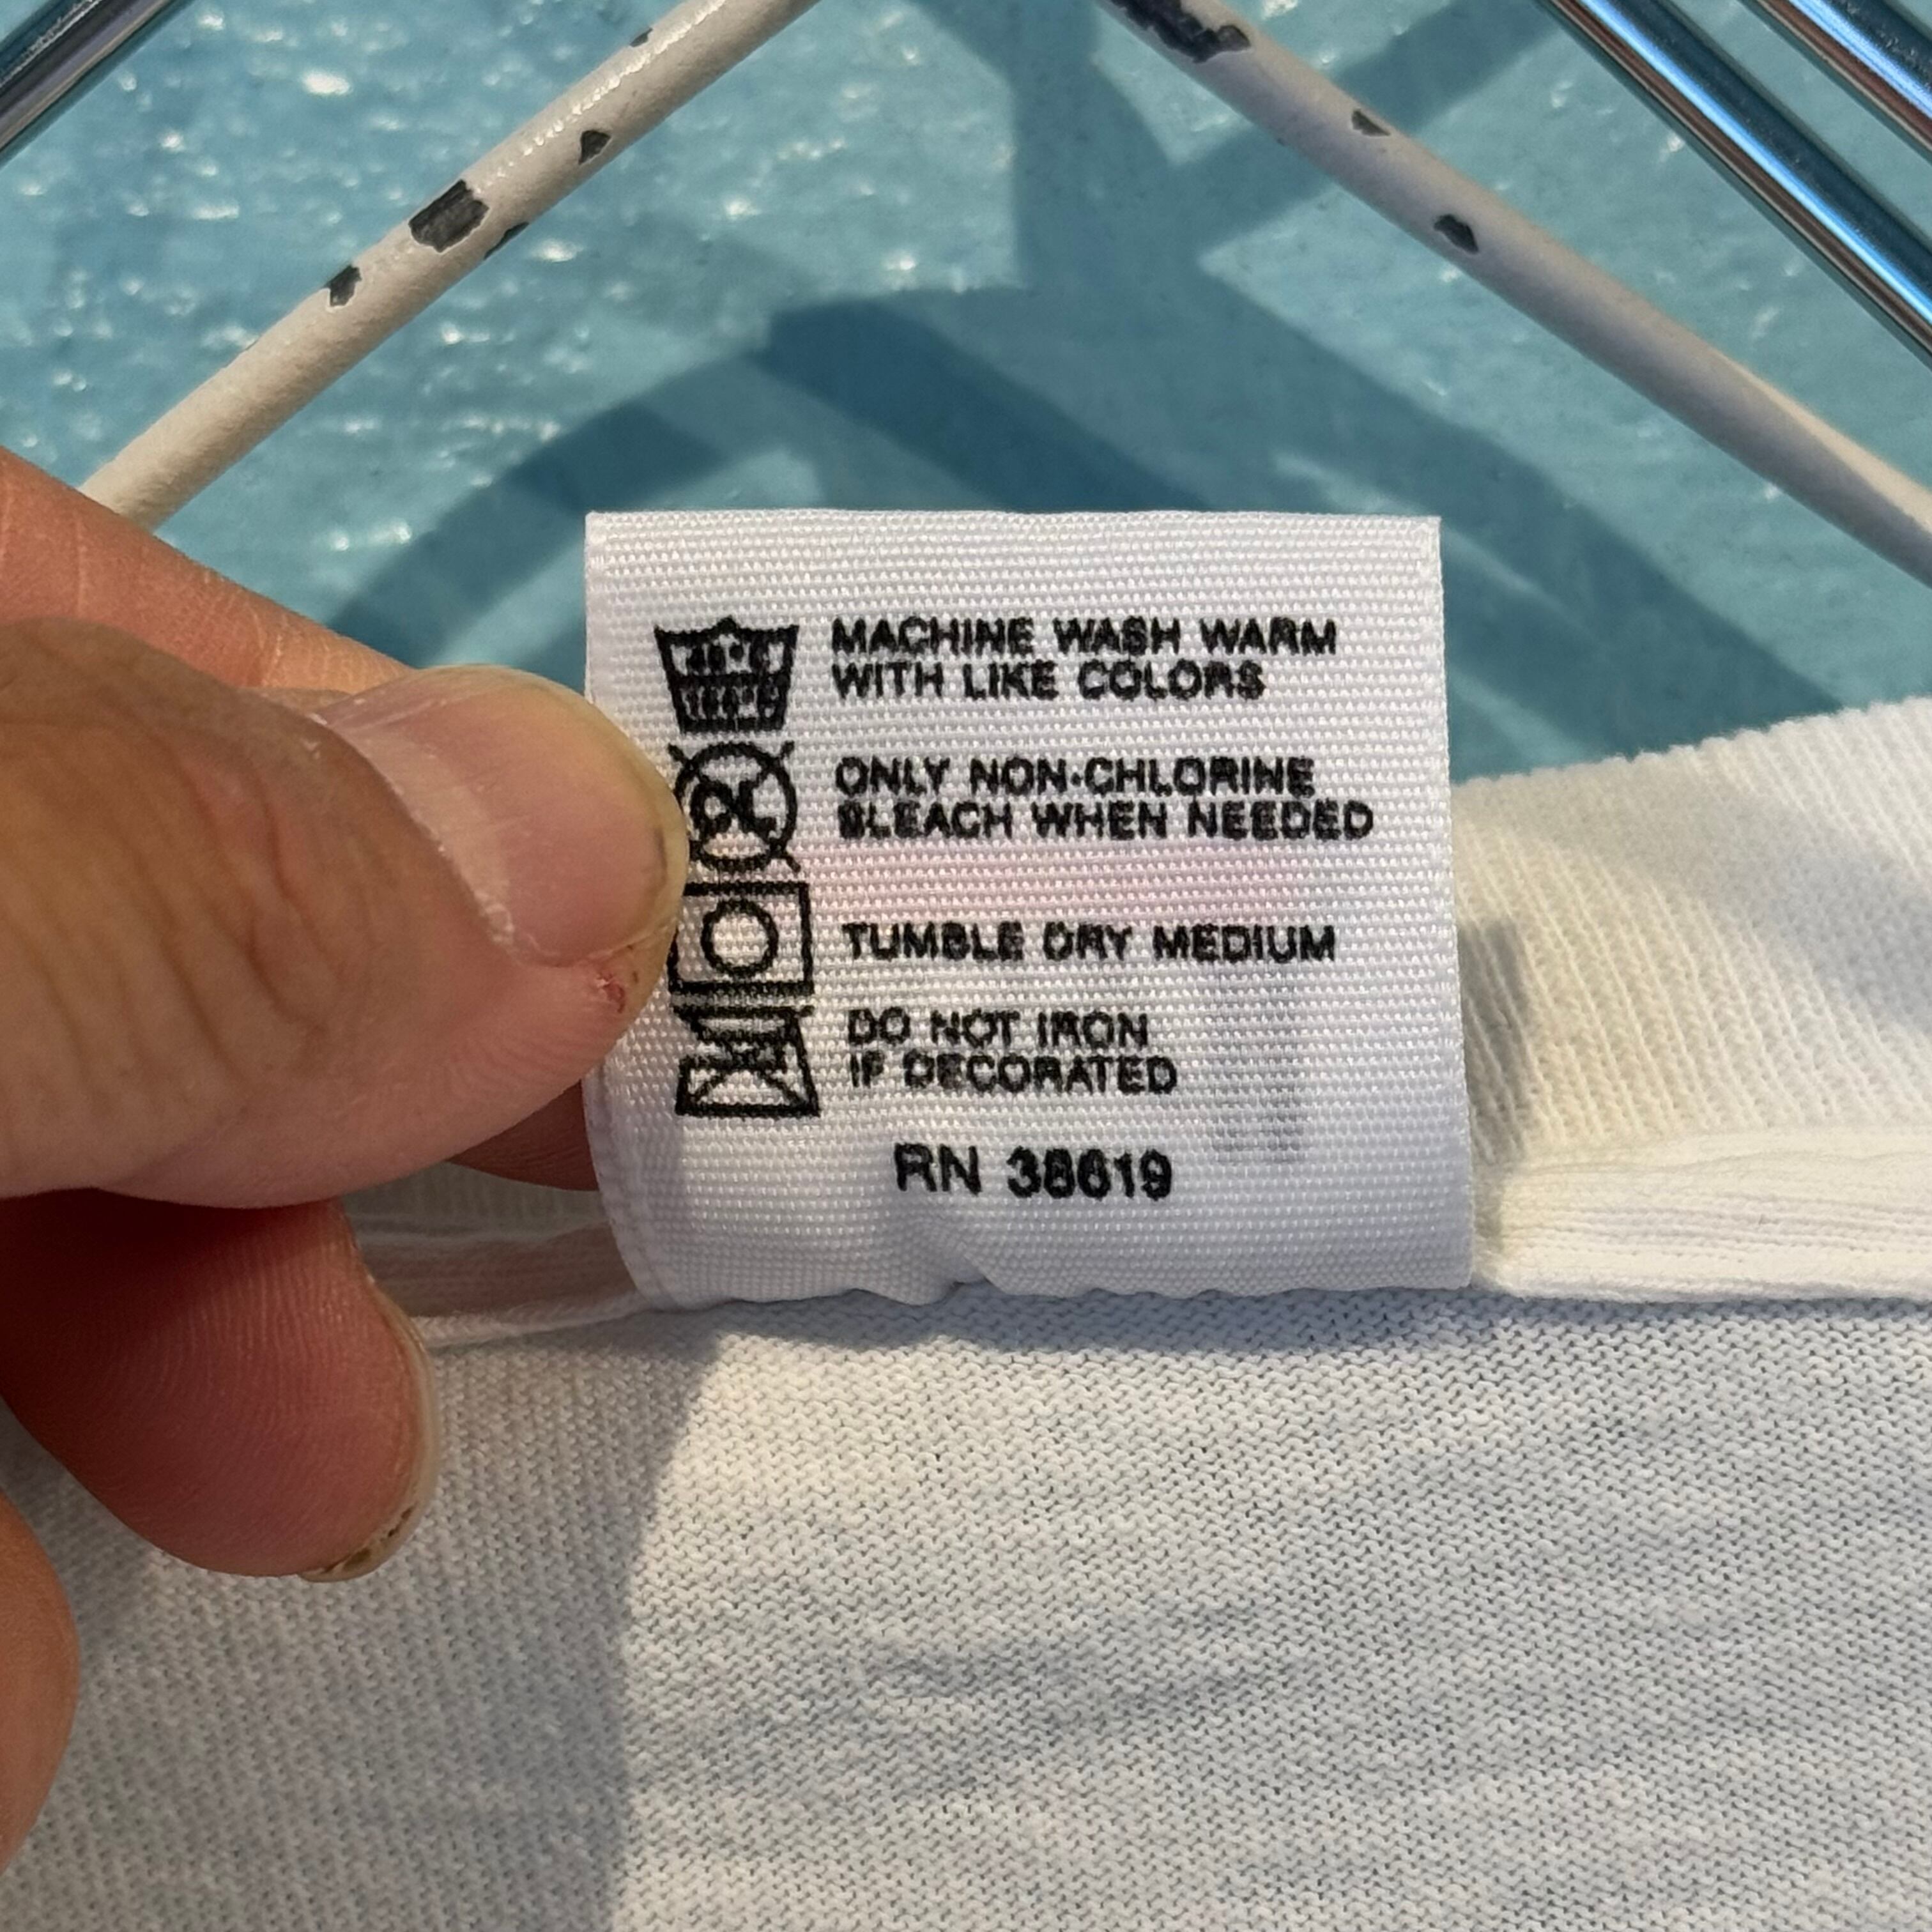 MACHINE WASH WARM
WITH LIKE COLORS
ONLY NON-CHLORINE
BLEACH WHEN NEEDED
TUMBLE DRY MEDIUM
DO NOT IRON
IF DECORATED
RN 38619